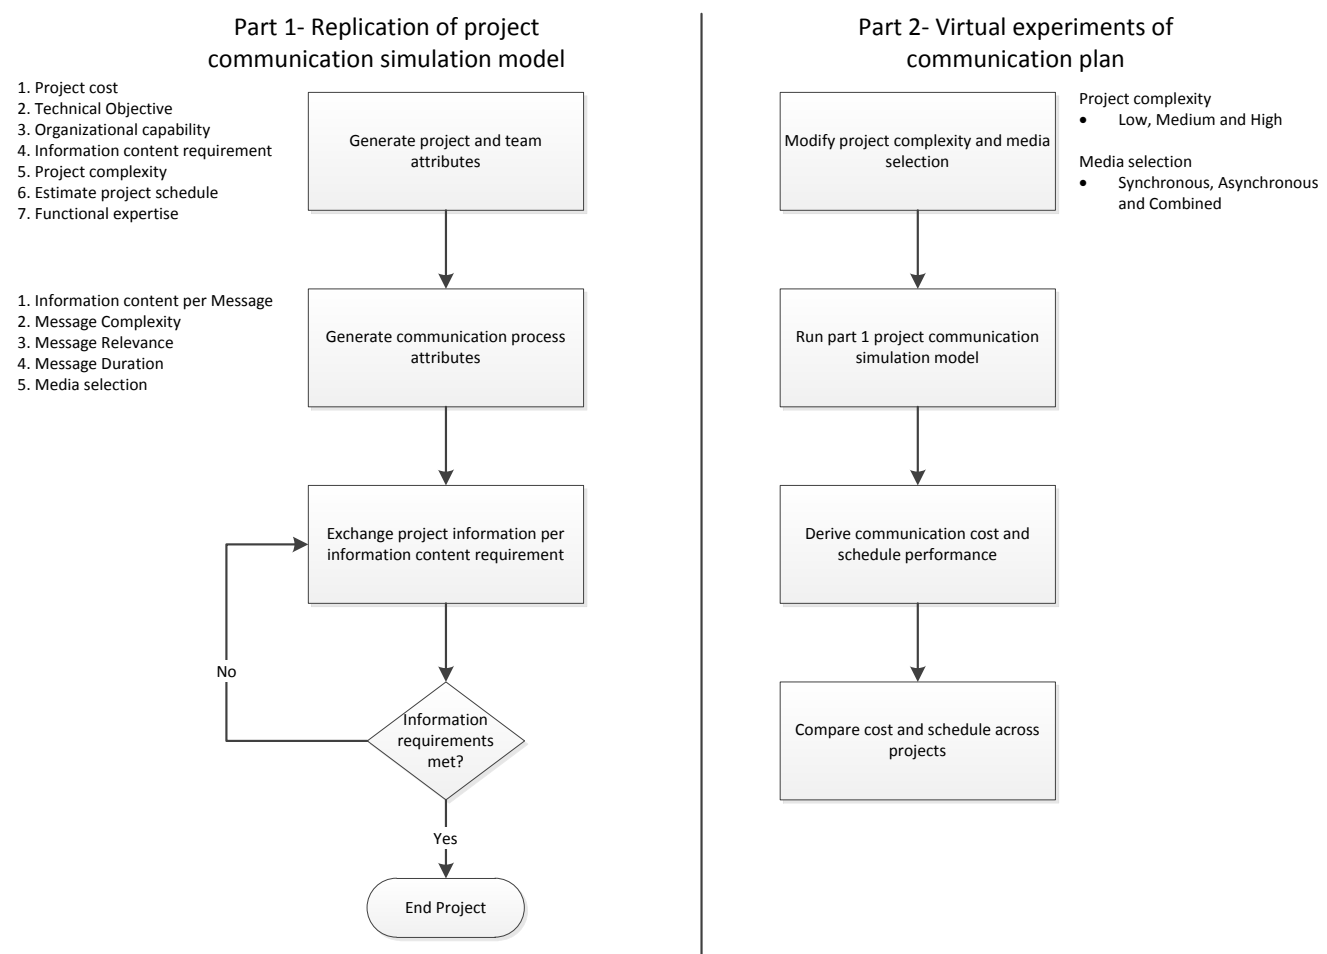 Part 1- Replication of project
communication simulation model
1. Project cost
2. Technical Objective
3. Organizational capability
4. Information content requirement
5. Project complexity
6. Estimate project schedule
7. Functional expertise
Generate project and team
attributes
1. Information content per Message
2. Message Complexity
3. Message Relevance
4. Message Duration
5. Media selection
Generate communication process
attributes
Exchange project information per
information content requirement
No
Information
requirements
met?
Yes
End Project
Part 2- Virtual experiments of
communication plan
Modify project complexity and media
selection
Project complexity
• Low, Medium and High
Media selection
• Synchronous, Asynchronous
and Combined
Run part 1 project communication
simulation model
Derive communication cost and
schedule performance
Compare cost and schedule across
projects